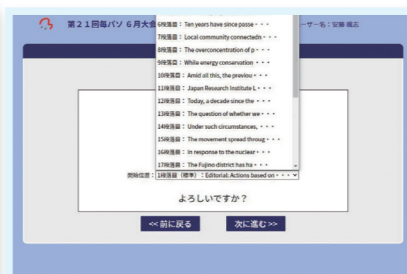 第21回毎パソ 6月大会
ーザー名：安藤 颯志
6段落目： Ten years have since passe・・・
7段落目： Local community connectedn・・・
8段落目： The overconcentration of p・・・
9段落目： While energy conservation ・・・
10段落目： Amid all this, the previou・・・
11段落目： Japan Research Institute L・・・
12段落目： Today, a decade since the ・・・
13段落目： The question of whether we・・・
14段落目： Under such circumstances, ・・・
15段落目： The movement spread throug・・・
16段落目： In response to the nuclear・・・
17段落目： The Fujino district has ha・・・
開始位置： 1段落目（標準）：Editorial: Actions based on・・・
よろしいですか？
<<前に戻る 次に進む>>